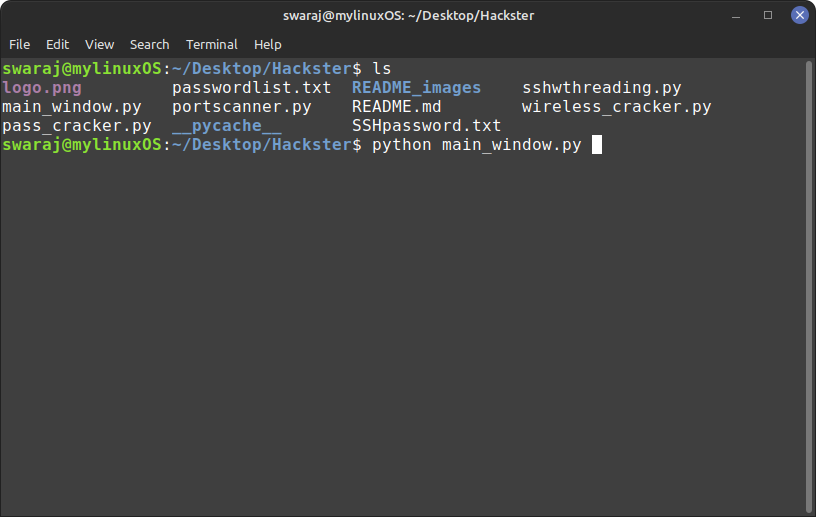 swaraj@mylinuxOS: ~/Desktop/Hackster
File Edit View Search Terminal Help
swaraj@mylinuxOS:~/Desktop/Hackster$ ls
logo.png passwordlist.txt README_images sshwthreading.py
main_window.py portscanner.py README.md wireless_cracker.py
pass_cracker.py __pycache__ SSHpassword.txt
swaraj@mylinuxOS:~/Desktop/Hackster$ python main_window.py